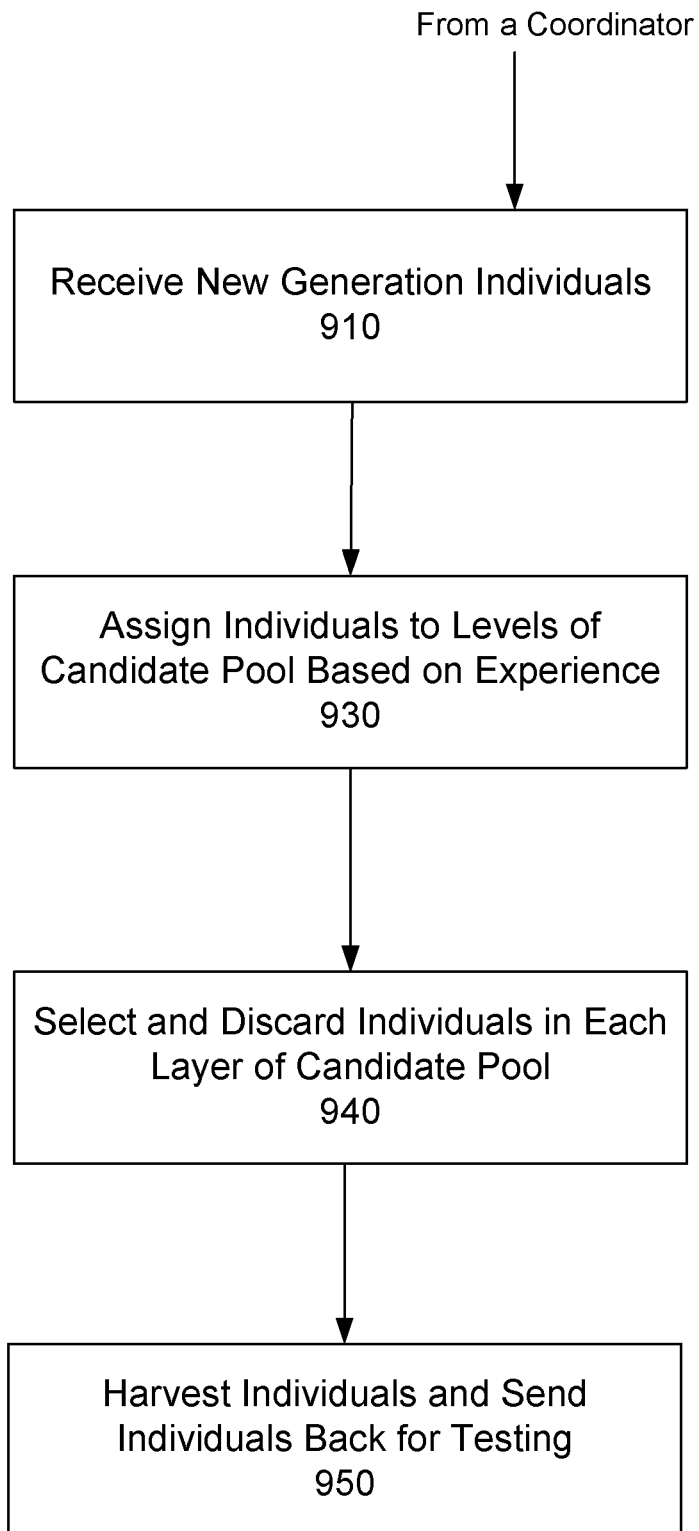 From a Coordinator
Receive New Generation Individuals
910
Assign Individuals to Levels of
Candidate Pool Based on Experience
930
Select and Discard Individuals in Each
Layer of Candidate Pool
940
Harvest Individuals and Send
Individuals Back for Testing
950